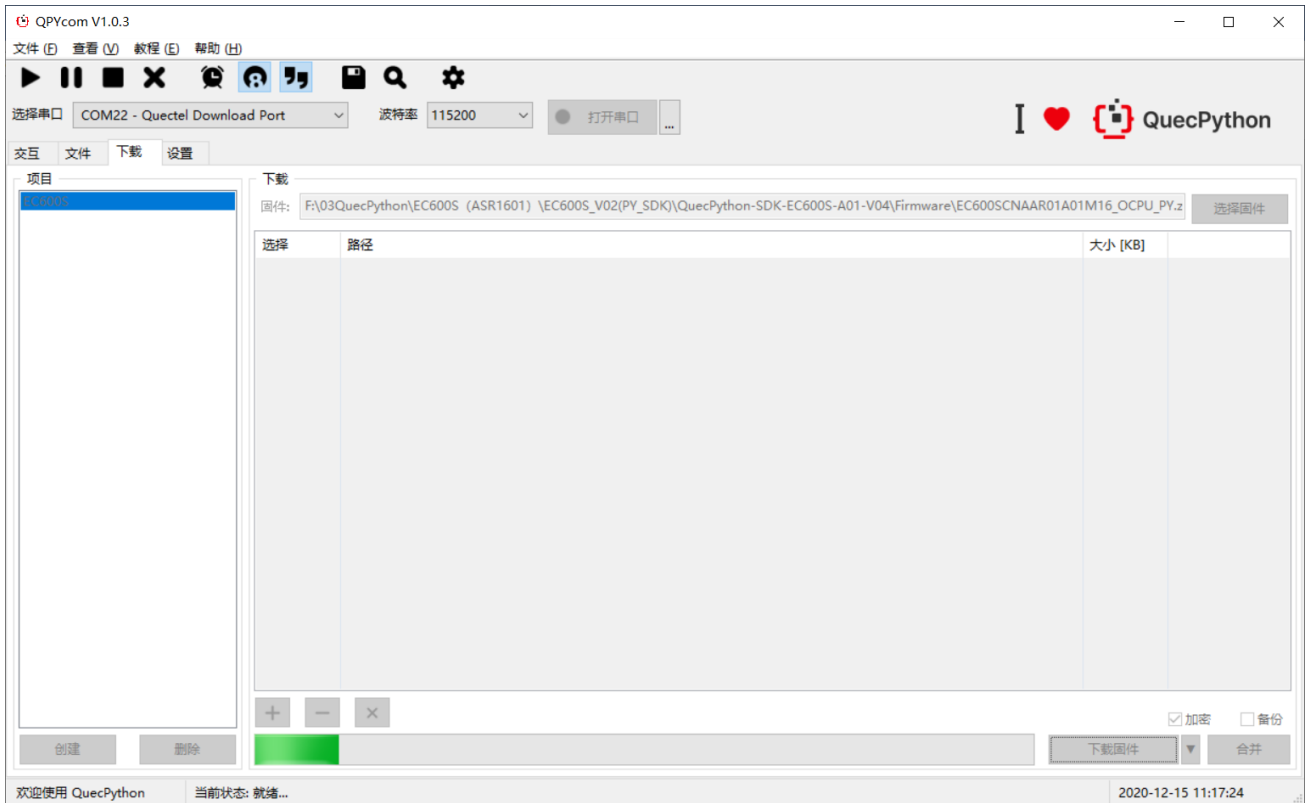 QPYcom V1.0.3
文件 (F) 查看 (V) 教程 (E) 帮助 (H)
选择串口 COM22 - Quectel Download Port 波特率 115200 打开串口 ... I QuecPython
交互 文件 下载 设置
项目
EC600S
创建 删除
下载
固件: F:\03QuecPython\EC600S（ASR1601）\EC600S_V02(PY_SDK)\QuecPython-SDK-EC600S-A01-V04\Firmware\EC600SCNAAR01A01M16_OCPU_PY.z 选择固件
选择 路径 大小 [KB]
加密 备份
下载固件 合并
欢迎使用 QuecPython 当前状态: 就绪... 2020-12-15 11:17:24